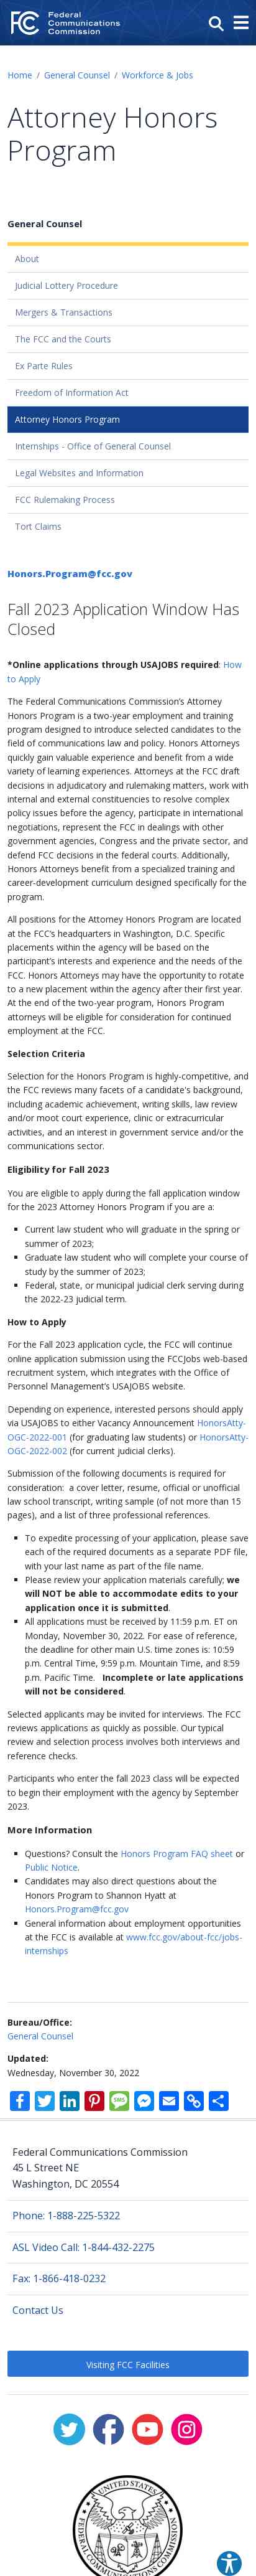 Federal
Communications
Commission
Home / General Counsel / Workforce & Jobs
Attorney Honors
Program
General Counsel
About
Judicial Lottery Procedure
Mergers & Transactions
The FCC and the Courts
Ex Parte Rules
Freedom of Information Act
Attorney Honors Program
Internships - Office of General Counsel
Legal Websites and Information
FCC Rulemaking Process
Tort Claims
Honors.Program@fcc.gov
Fall 2023 Application Window Has
Closed
*Online applications through USAJOBS required: How
to Apply
The Federal Communications Commission's Attorney
Honors Program is a two-year employment and training
program designed to introduce selected candidates to the
field of communications law and policy. Honors Attorneys
quickly gain valuable experience and benefit from a wide
variety of learning experiences. Attorneys at the FCC draft
decisions in adjudicatory and rulemaking matters, work with
internal and external constituencies to resolve complex
policy issues before the agency, participate in international
negotiations, represent the FCC in dealings with other
government agencies, Congress and the private sector, and
defend FCC decisions in the federal courts. Additionally,
Honors Attorneys benefit from a specialized training and
career-development curriculum designed specifically for the
program.
All positions for the Attorney Honors Program are located
at the FCC's headquarters in Washington, D.C. Specific
placements within the agency will be based on the
participant's interests and experience and the needs of the
FCC. Honors Attorneys may have the opportunity to rotate
to a new placement within the agency after their first year.
At the end of the two-year program, Honors Program
attorneys will be eligible for consideration for continued
employment at the FCC.
Selection Criteria
Selection for the Honors Program is highly-competitive, and
the FCC reviews many facets of a candidate's background,
including academic achievement, writing skills, law review
and/or moot court experience, clinic or extracurricular
activities, and an interest in government service and/or the
communications sector.
Eligibility for Fall 2023
You are eligible to apply during the fall application window
for the 2023 Attorney Honors Program if you are a:
▪ Current law student who will graduate in the spring or
summer of 2023;
▪ Graduate law student who will complete your course of
study by the summer of 2023;
▪ Federal, state, or municipal judicial clerk serving during
the 2022-23 judicial term.
How to Apply
For the Fall 2023 application cycle, the FCC will continue
online application submission using the FCCJobs web-based
recruitment system, which integrates with the Office of
Personnel Management's USAJOBS website.
Depending on experience, interested persons should apply
via USAJOBS to either Vacancy Announcement HonorsAtty-
OGC-2022-001 (for graduating law students) or HonorsAtty-
OGC-2022-002 (for current judicial clerks).
Submission of the following documents is required for
consideration:  a cover letter, resume, official or unofficial
law school transcript, writing sample (of not more than 15
pages), and a list of three professional references.
▪ To expedite processing of your application, please save
each of the required documents as a separate PDF file,
with your last name as part of the file name.
▪ Please review your application materials carefully; we
will NOT be able to accommodate edits to your
application once it is submitted.
▪ All applications must be received by 11:59 p.m. ET on
Monday, November 30, 2022. For ease of reference,
the deadline for other main U.S. time zones is: 10:59
p.m. Central Time, 9:59 p.m. Mountain Time, and 8:59
p.m. Pacific Time.   Incomplete or late applications
will not be considered.
Selected applicants may be invited for interviews. The FCC
reviews applications as quickly as possible. Our typical
review and selection process involves both interviews and
reference checks.
Participants who enter the fall 2023 class will be expected
to begin their employment with the agency by September
2023.
More Information
▪ Questions? Consult the Honors Program FAQ sheet or
Public Notice.
▪ Candidates may also direct questions about the
Honors Program to Shannon Hyatt at
Honors.Program@fcc.gov
▪ General information about employment opportunities
at the FCC is available at www.fcc.gov/about-fcc/jobs-
internships
Bureau/Office:
General Counsel
Updated:
Wednesday, November 30, 2022
Federal Communications Commission
45 L Street NE
Washington, DC 20554
Phone: 1-888-225-5322
ASL Video Call: 1-844-432-2275
Fax: 1-866-418-0232
Contact Us
Visiting FCC Facilities